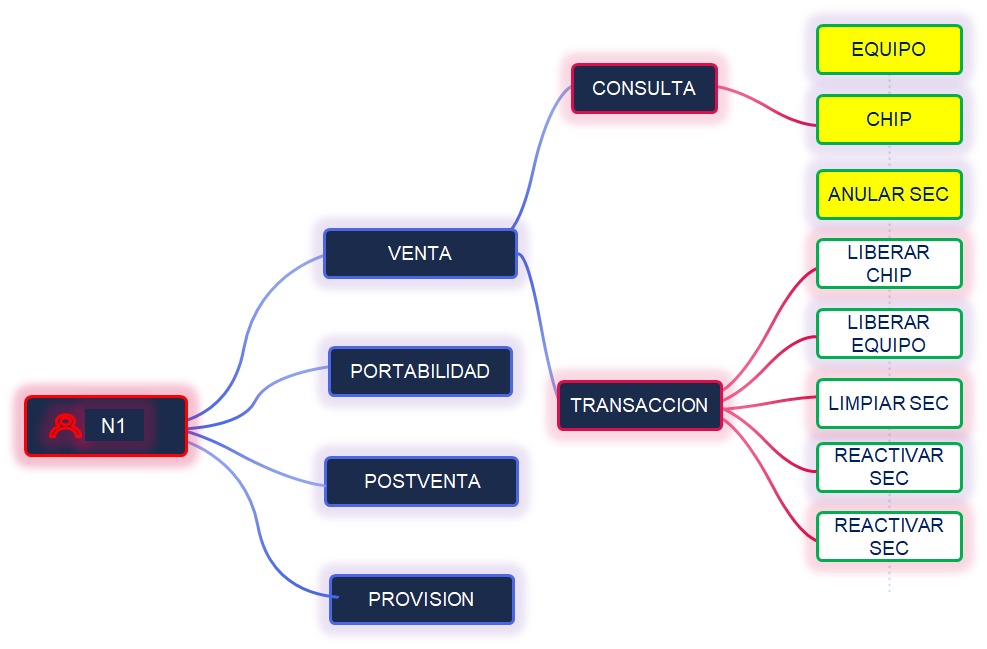 EQUIPO
CONSULTA
CHIP
ANULAR SEC
VENTA
LIBERAR
CHIP
LIBERAR
EQUIPO
PORTABILIDAD
TRANSACCION
LIMPIAR SEC
N1
REACTIVAR
SEC
POSTVENTA
REACTIVAR
SEC
PROVISION